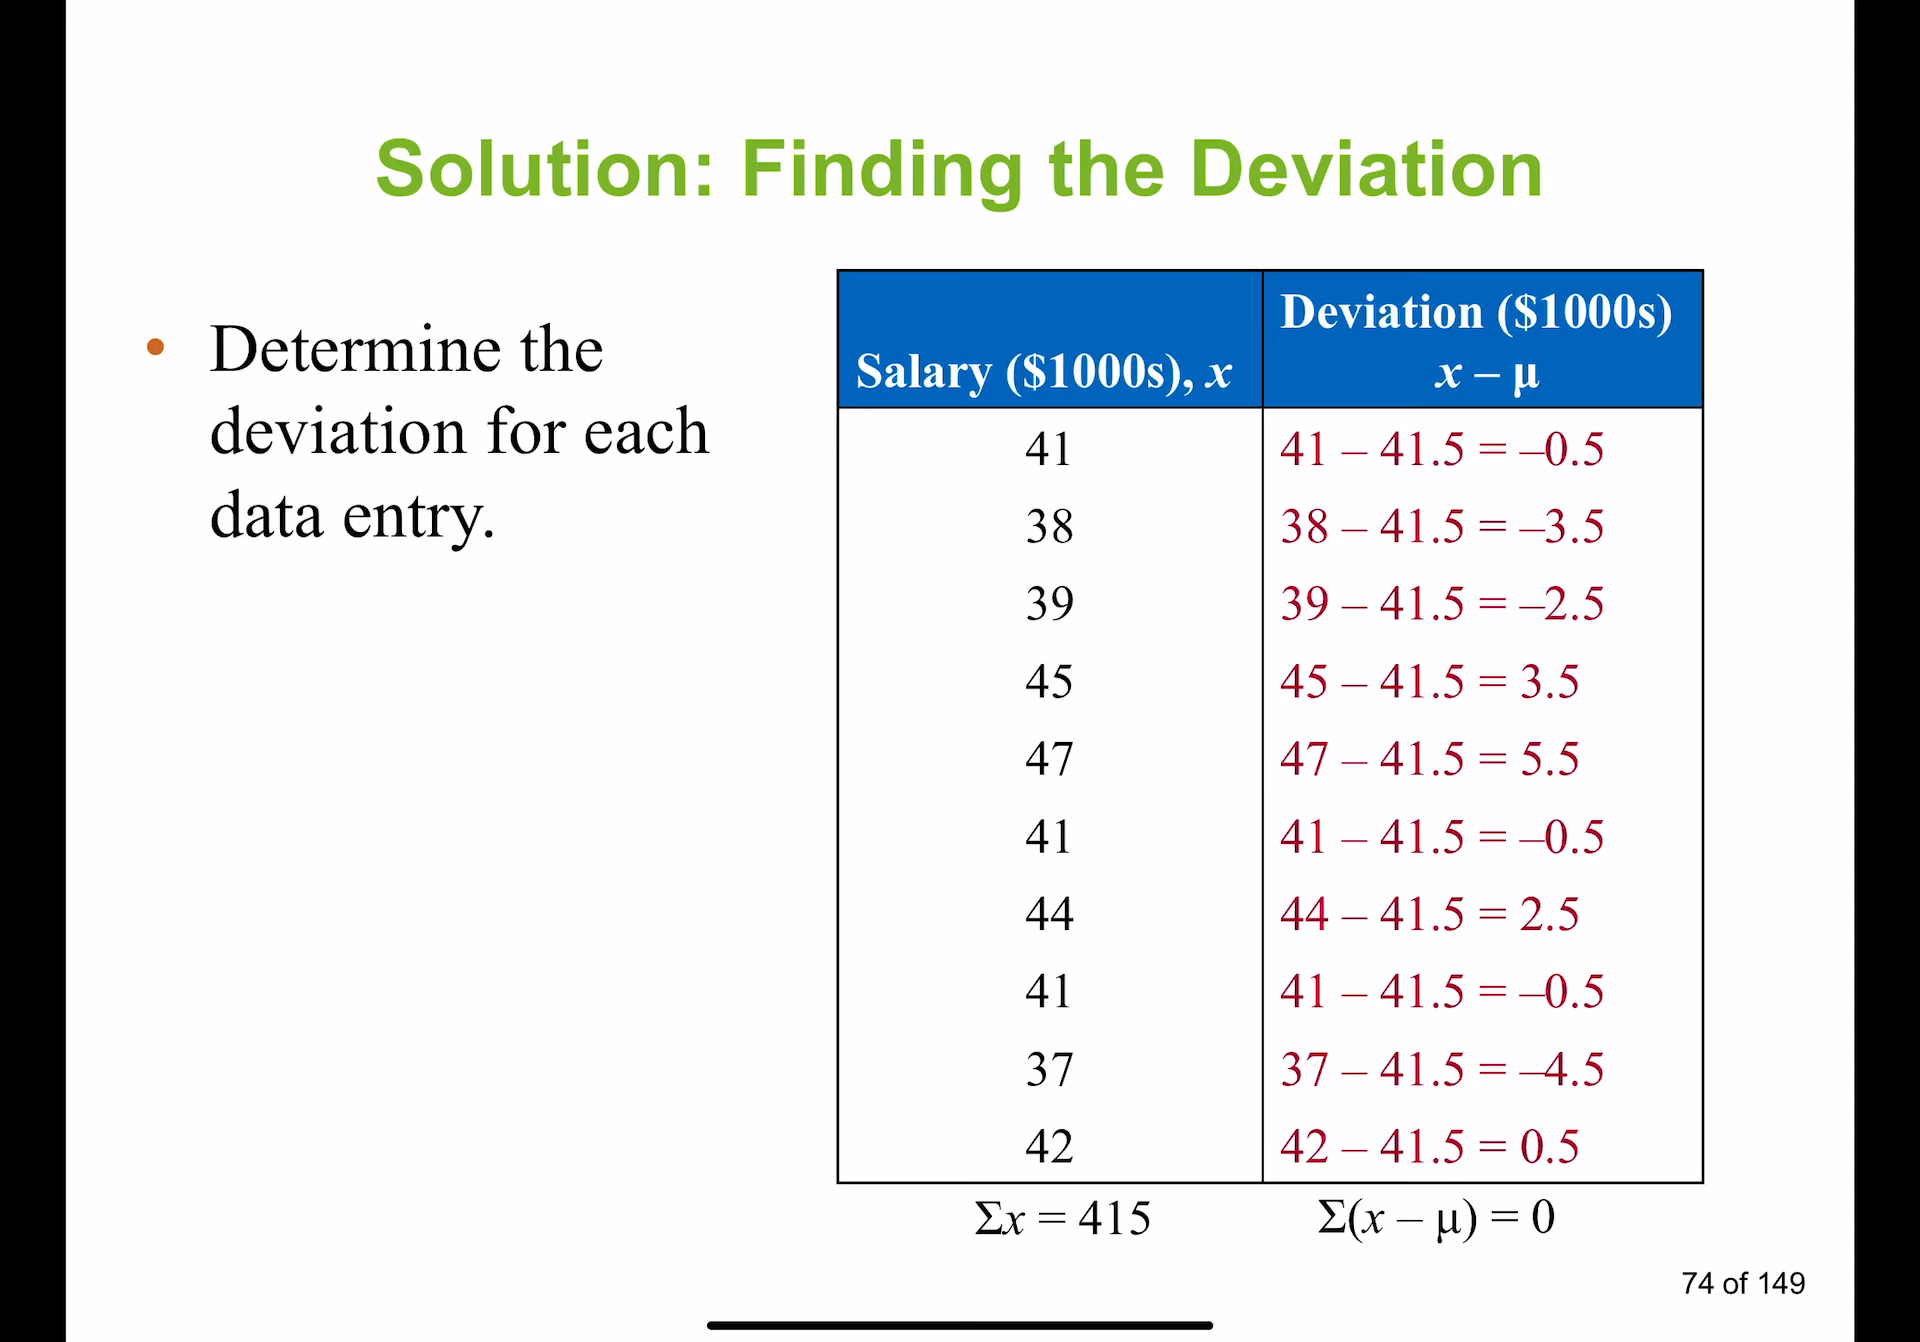 Solution: Finding the Deviation
• Determine the
deviation for each
data entry.
Salary ($1000s), x
Deviation ($1000s)
x – μ
41 41 – 41.5 = –0.5
38 38 – 41.5 = –3.5
39 39 – 41.5 = –2.5
45 45 – 41.5 = 3.5
47 47 – 41.5 = 5.5
41 41 – 41.5 = –0.5
44 44 – 41.5 = 2.5
41 41 – 41.5 = –0.5
37 37 – 41.5 = –4.5
42 42 – 41.5 = 0.5
Σx = 415 Σ(x – μ) = 0
74 of 149